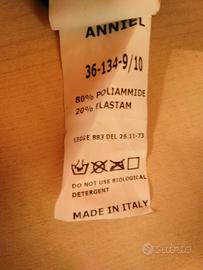 ANNIEL
36-134-9/10
80% POLIAMMIDE
20% ELASTAM
LEGGE 883 DEL 26.11-73
DO NOT USE BIOLOGICAL
DETERGENT
MADE IN ITALY
subito